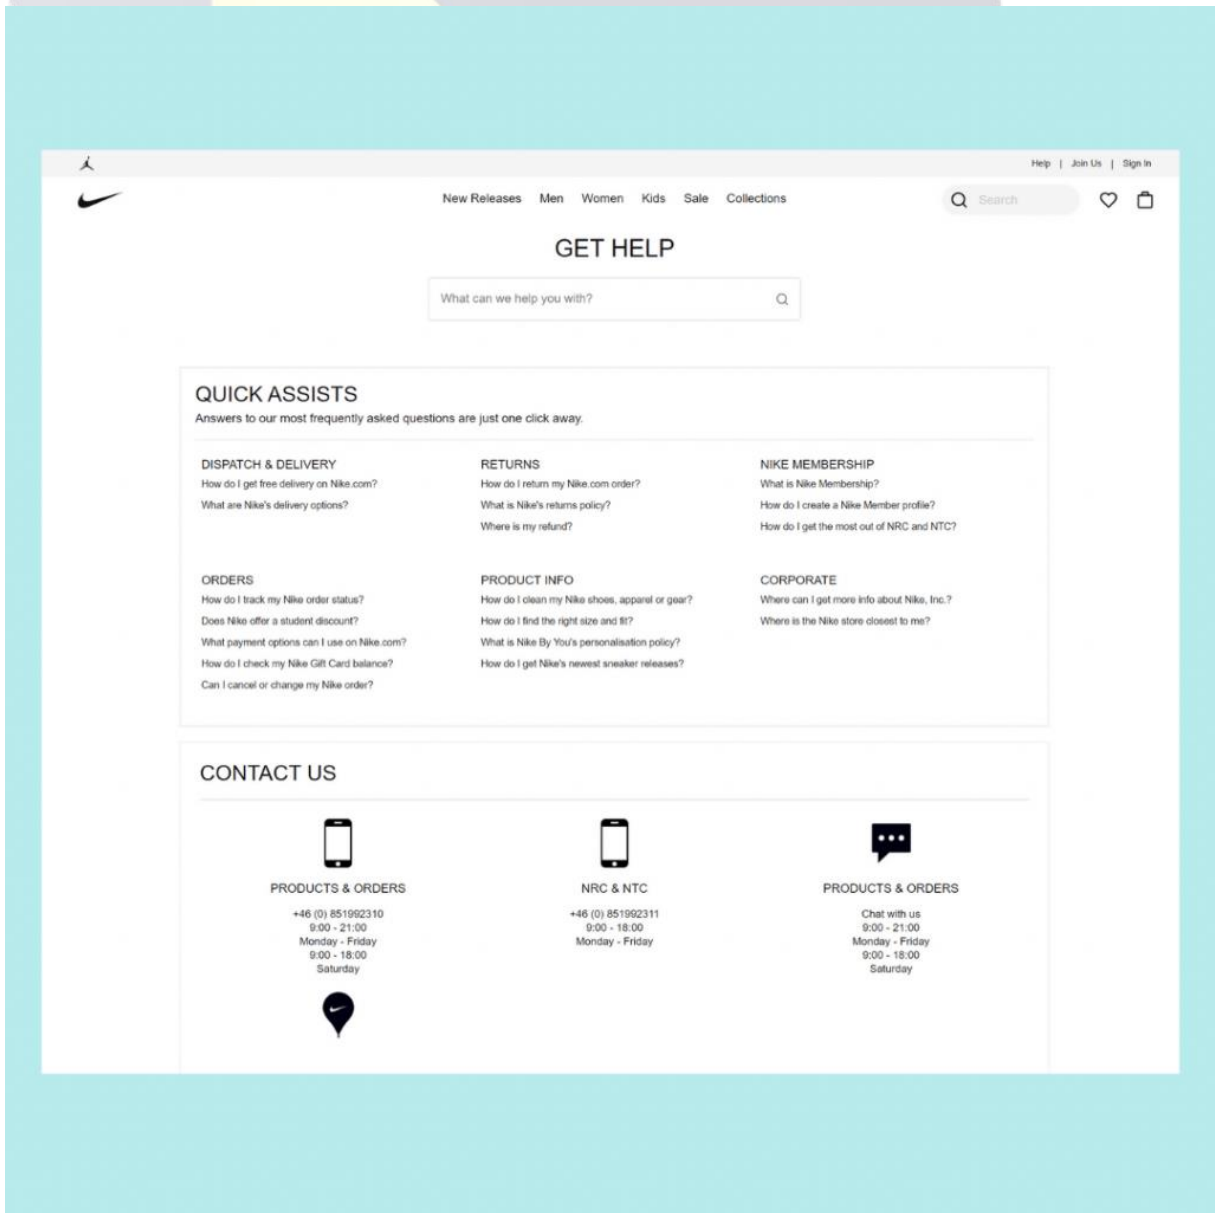 Help | Join Us | Sign In
New Releases Men Women Kids Sale Collections
Search
GET HELP
What can we help you with?
QUICK ASSISTS
Answers to our most frequently asked questions are just one click away.
DISPATCH & DELIVERY
How do I get free delivery on Nike.com?
What are Nike's delivery options?
RETURNS
How do I return my Nike.com order?
What is Nike's returns policy?
Where is my refund?
NIKE MEMBERSHIP
What is Nike Membership?
How do I create a Nike Member profile?
How do I get the most out of NRC and NTC?
ORDERS
How do I track my Nike order status?
Does Nike offer a student discount?
What payment options can I use on Nike.com?
How do I check my Nike Gift Card balance?
Can I cancel or change my Nike order?
PRODUCT INFO
How do I clean my Nike shoes, apparel or gear?
How do I find the right size and fit?
What is Nike By You's personalisation policy?
How do I get Nike's newest sneaker releases?
CORPORATE
Where can I get more info about Nike, Inc.?
Where is the Nike store closest to me?
CONTACT US
PRODUCTS & ORDERS
+46 (0) 851992310
9:00 - 21:00
Monday - Friday
9:00 - 18:00
Saturday
NRC & NTC
+46 (0) 851992311
9:00 - 18:00
Monday - Friday
PRODUCTS & ORDERS
Chat with us
9:00 - 21:00
Monday - Friday
9:00 - 18:00
Saturday